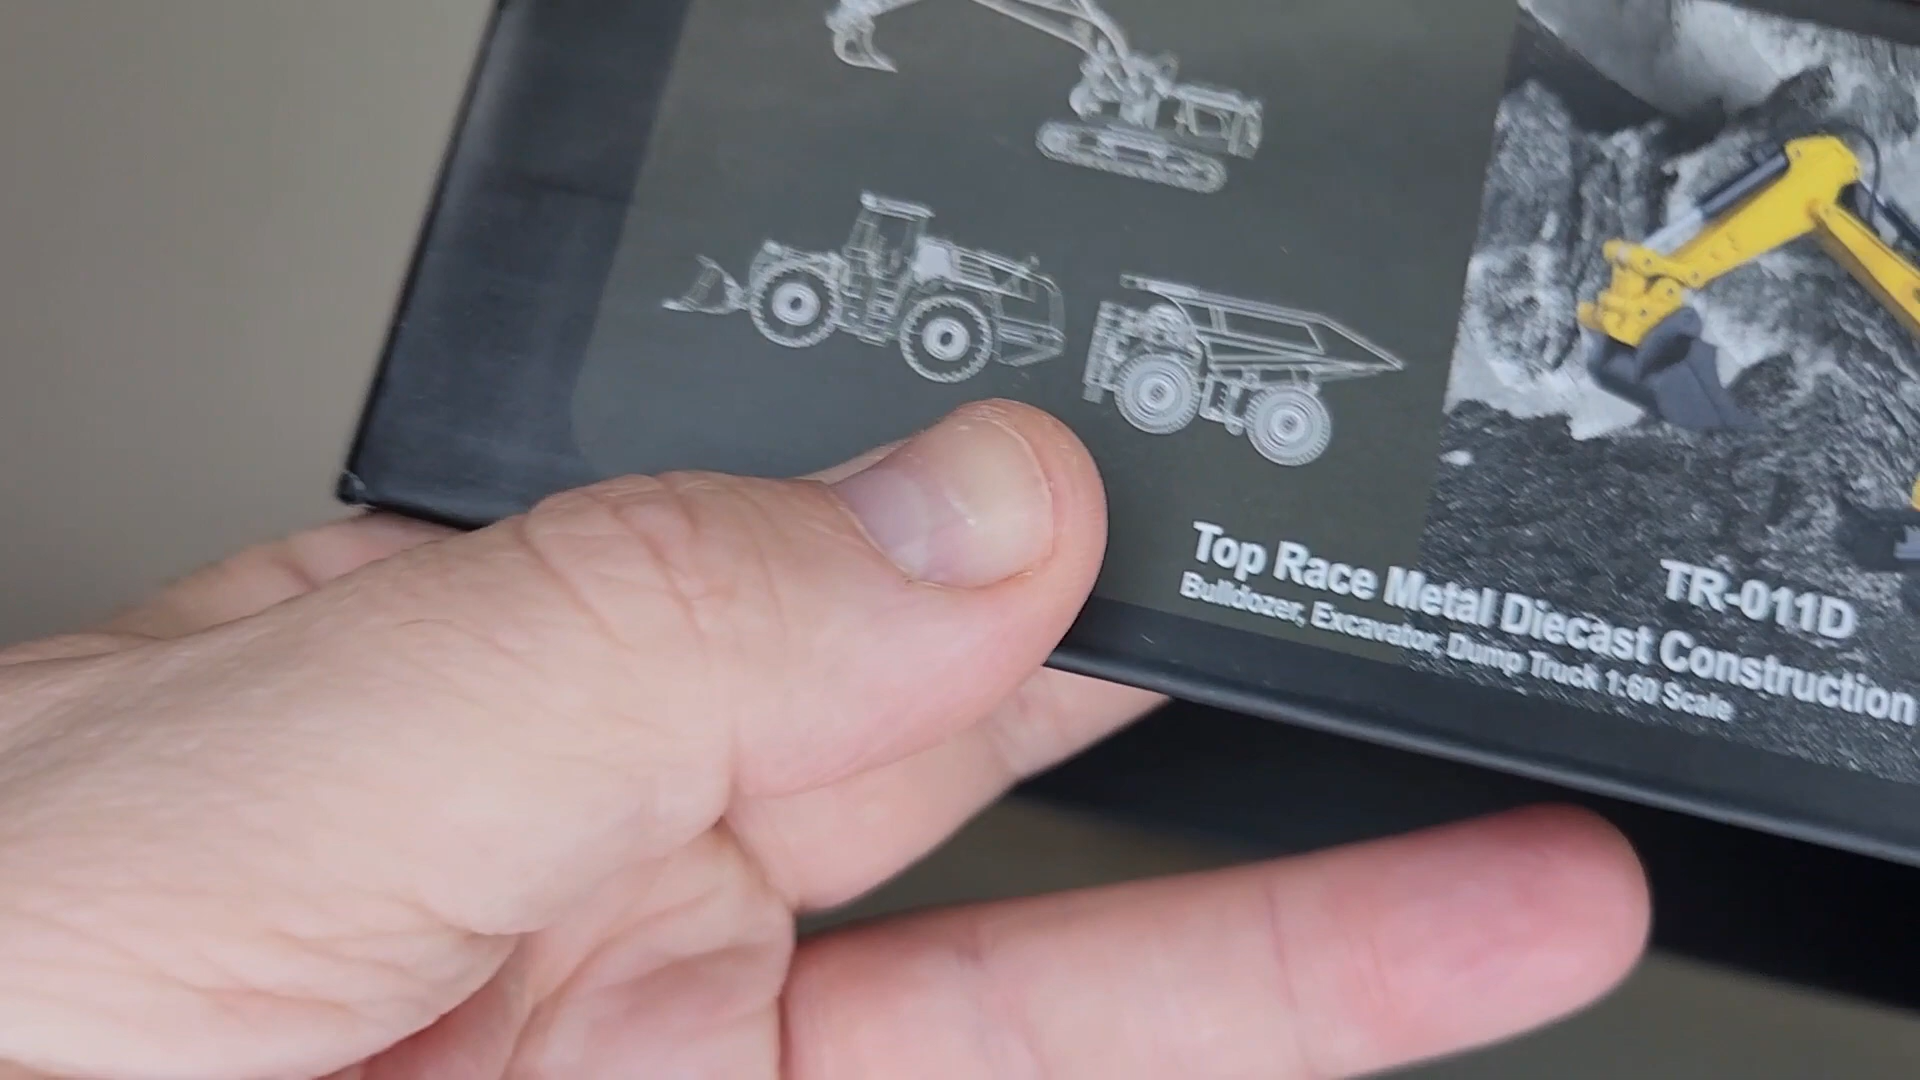 TR-011D
Top Race Metal Diecast Construction
Bulldozer, Excavator, Dump Truck 1:60 Scale